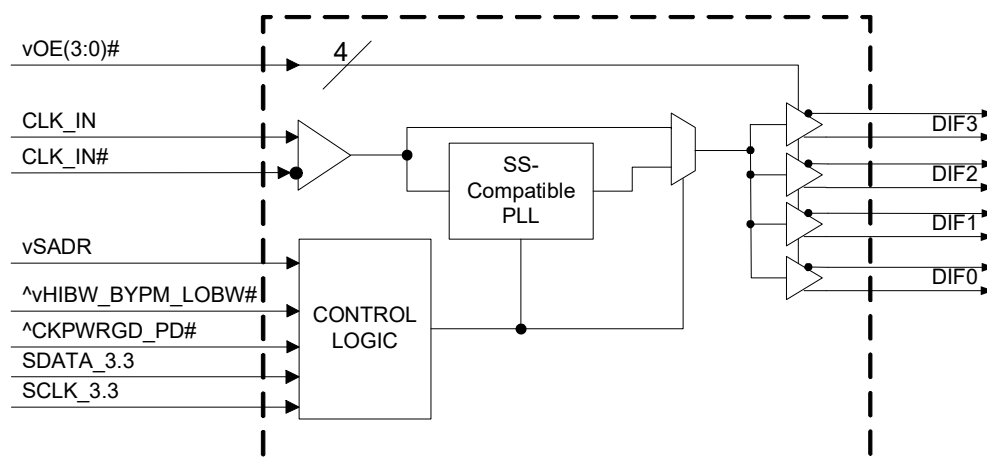 vOE(3:0)#
4
CLK_IN
CLK_IN#
DIF3
SS-
Compatible
PLL
DIF2
DIF1
DIF0
vSADR
^vHIBW_BYPM_LOBW#
^CKPWRGD_PD#
SDATA_3.3
SCLK_3.3
CONTROL
LOGIC